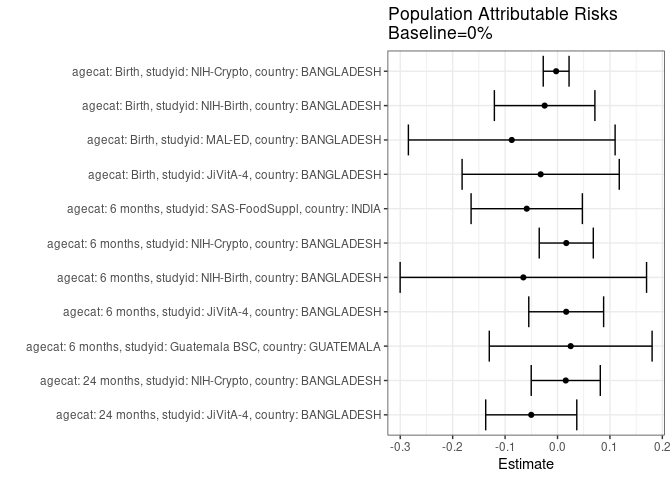 Population Attributable Risks
Baseline=0%
agecat: Birth, studyid: NIH-Crypto, country: BANGLADESH
agecat: Birth, studyid: NIH-Birth, country: BANGLADESH
agecat: Birth, studyid: MAL-ED, country: BANGLADESH
agecat: Birth, studyid: JiVitA-4, country: BANGLADESH
agecat: 6 months, studyid: SAS-FoodSuppl, country: INDIA
agecat: 6 months, studyid: NIH-Crypto, country: BANGLADESH
agecat: 6 months, studyid: NIH-Birth, country: BANGLADESH
agecat: 6 months, studyid: JiVitA-4, country: BANGLADESH
agecat: 6 months, studyid: Guatemala BSC, country: GUATEMALA
agecat: 24 months, studyid: NIH-Crypto, country: BANGLADESH
agecat: 24 months, studyid: JiVitA-4, country: BANGLADESH
-0.3 -0.2 -0.1 0.0 0.1 0.2
Estimate